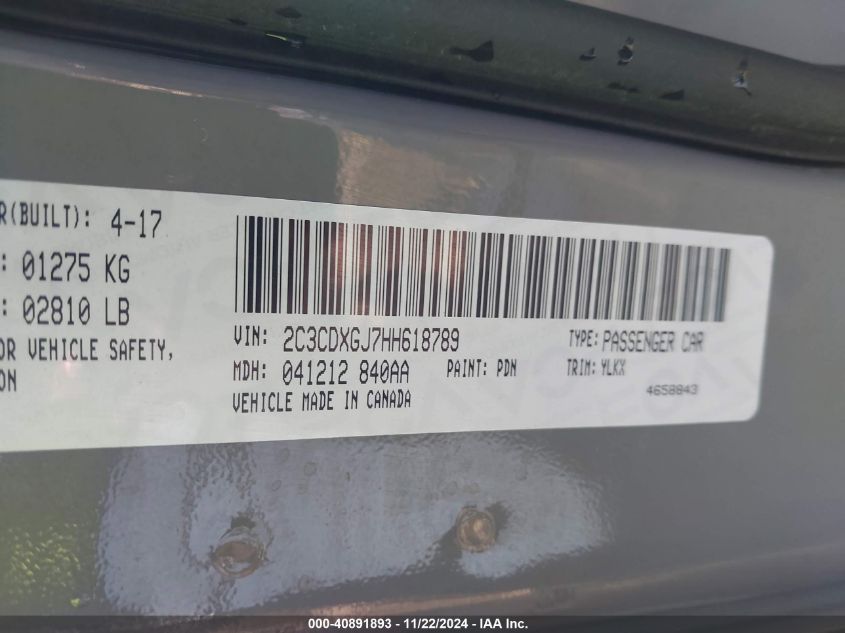 R(BUILT): 4-17
: 01275 KG
: 02810 LB
OR VEHICLE SAFETY,
ON
VIN: 2C3CDXGJ7HH618789 TYPE: PASSENGER CAR
MDH: 041212 840AA PAINT: PDN TRIM: YLKX
VEHICLE MADE IN CANADA 4658843
000-40891893 - 11/22/2024 - IAA Inc.